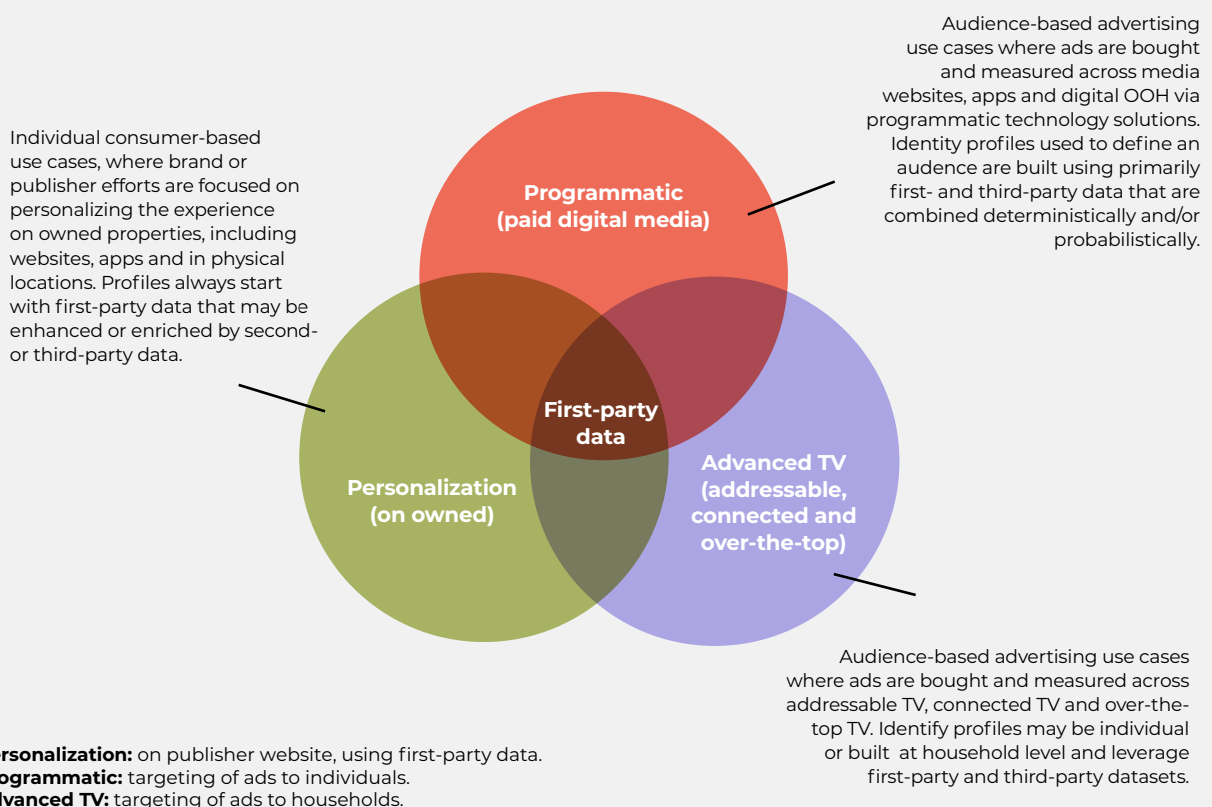 Audience-based advertising
use cases where ads are bought
and measured across media
websites, apps and digital OOH via
programmatic technology solutions.
Identity profiles used to define an
audence are built using primarily
first- and third-party data that are
combined deterministically and/or
probabilistically.
Individual consumer-based
use cases, where brand or
publisher efforts are focused on
personalizing the experience
on owned properties, including
websites, apps and in physical
locations. Profiles always start
with first-party data that may be
enhanced or enriched by second-
or third-party data.
Programmatic
(paid digital media)
First-party
data
Personalization
(on owned)
Advanced TV
(addressable,
connected and
over-the-top)
Audience-based advertising use cases
where ads are bought and measured across
addressable TV, connected TV and over-the-
top TV. Identify profiles may be individual
or built at household level and leverage
first-party and third-party datasets.
ersonalization: on publisher website, using first-party data.
ogrammatic: targeting of ads to individuals.
dvanced TV: targeting of ads to households.